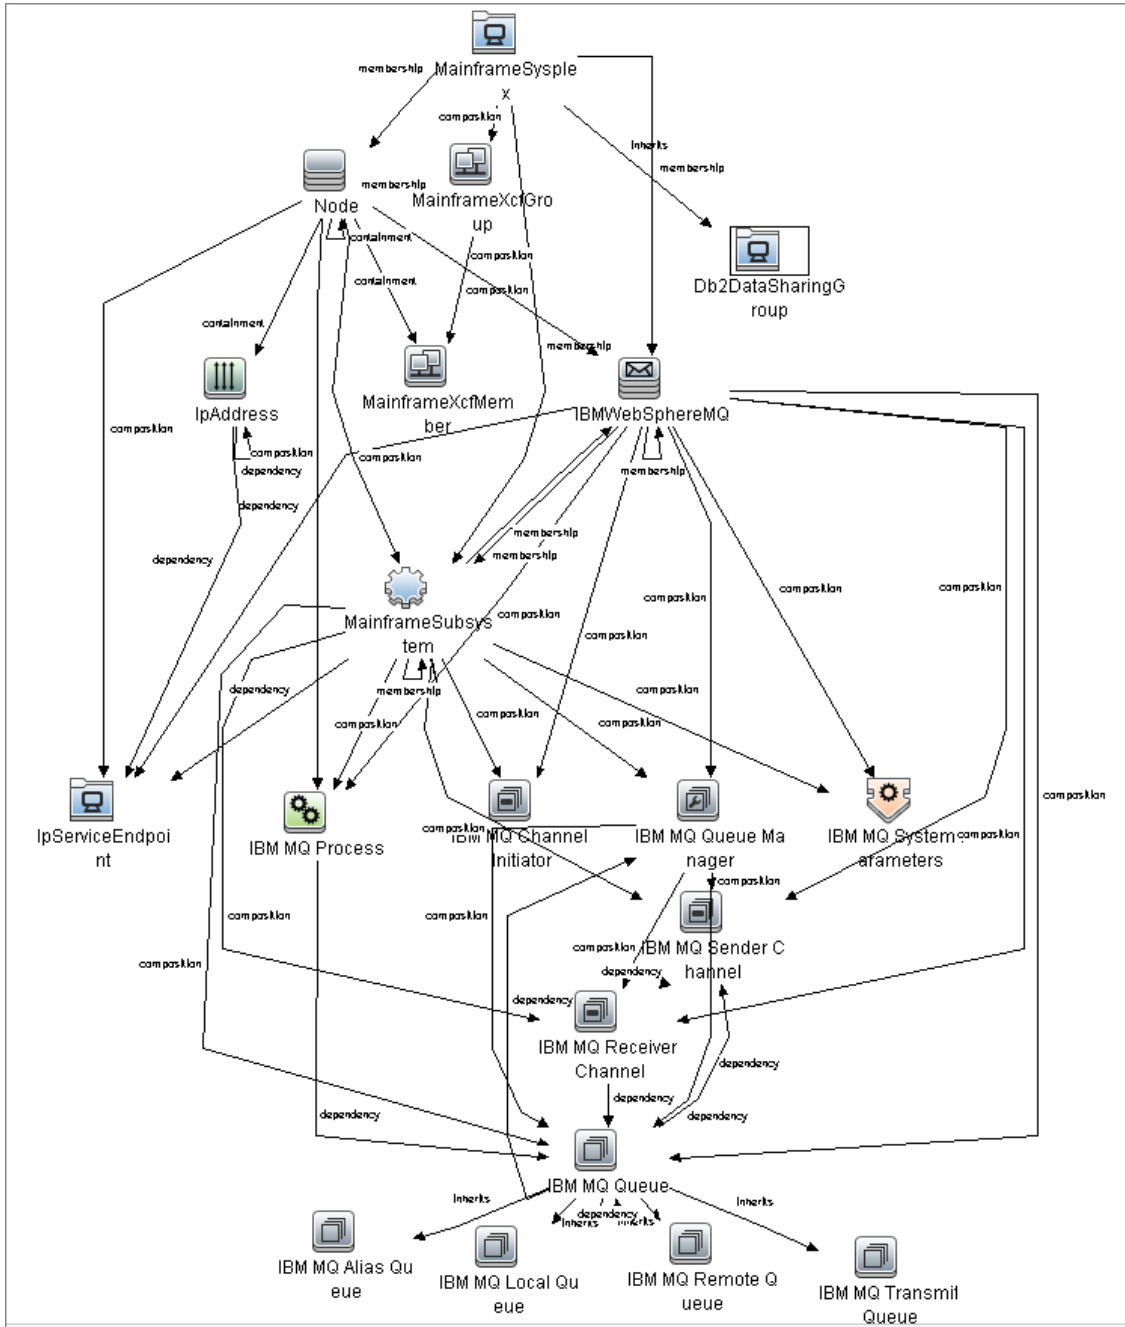 membership
MainframeSysple
x
composition
Inherits
membership
membership
Node
MainframeXcfGro
up
containment
composition
containment
composition
Db2DataSharingG
roup
containment
membership
IpAddress
MainframeXcfMem
ber
IBMWebSphereMQ
composition
composition
dependency
composition
membership
dependency
membership
membership
dependency
composition
composition
composition
composition
MainframeSubsys
tem
composition
dependency
membership
composition
composition
composition
composition
composition
IpServiceEndpoi
nt
IBM MQ Process
IBM MQ Channel
Initiator
IBM MQ Queue Ma
nager
IBM MQ System
arameters
composition
composition
composition
composition
composition
composition
IBM MQ Sender C
hannel
composition
dependency
dependency
IBM MQ Receiver
Channel
dependency
dependency
dependency
dependency
IBM MQ Queue
Inherits
dependency
Inherits
Inherits
Inherits
IBM MQ Alias Qu
eue
IBM MQ Local Qu
eue
IBM MQ Remote Q
ueue
IBM MQ Transmit
Queue